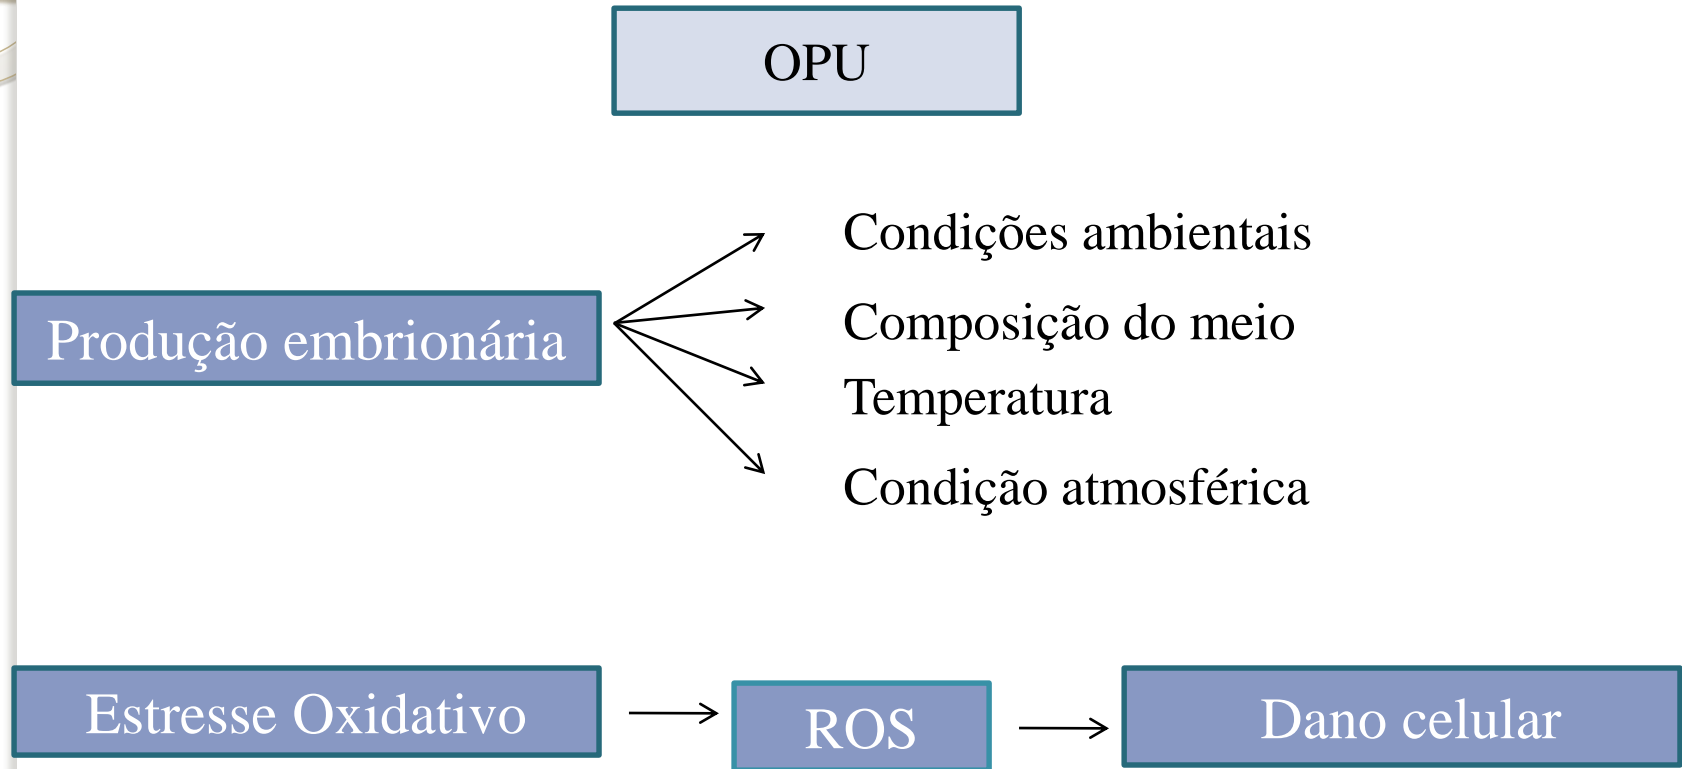 OPU
Condições ambientais
Produção embrionária
Composição do meio
Temperatura
Condição atmosférica
Estresse Oxidativo
ROS
Dano celular